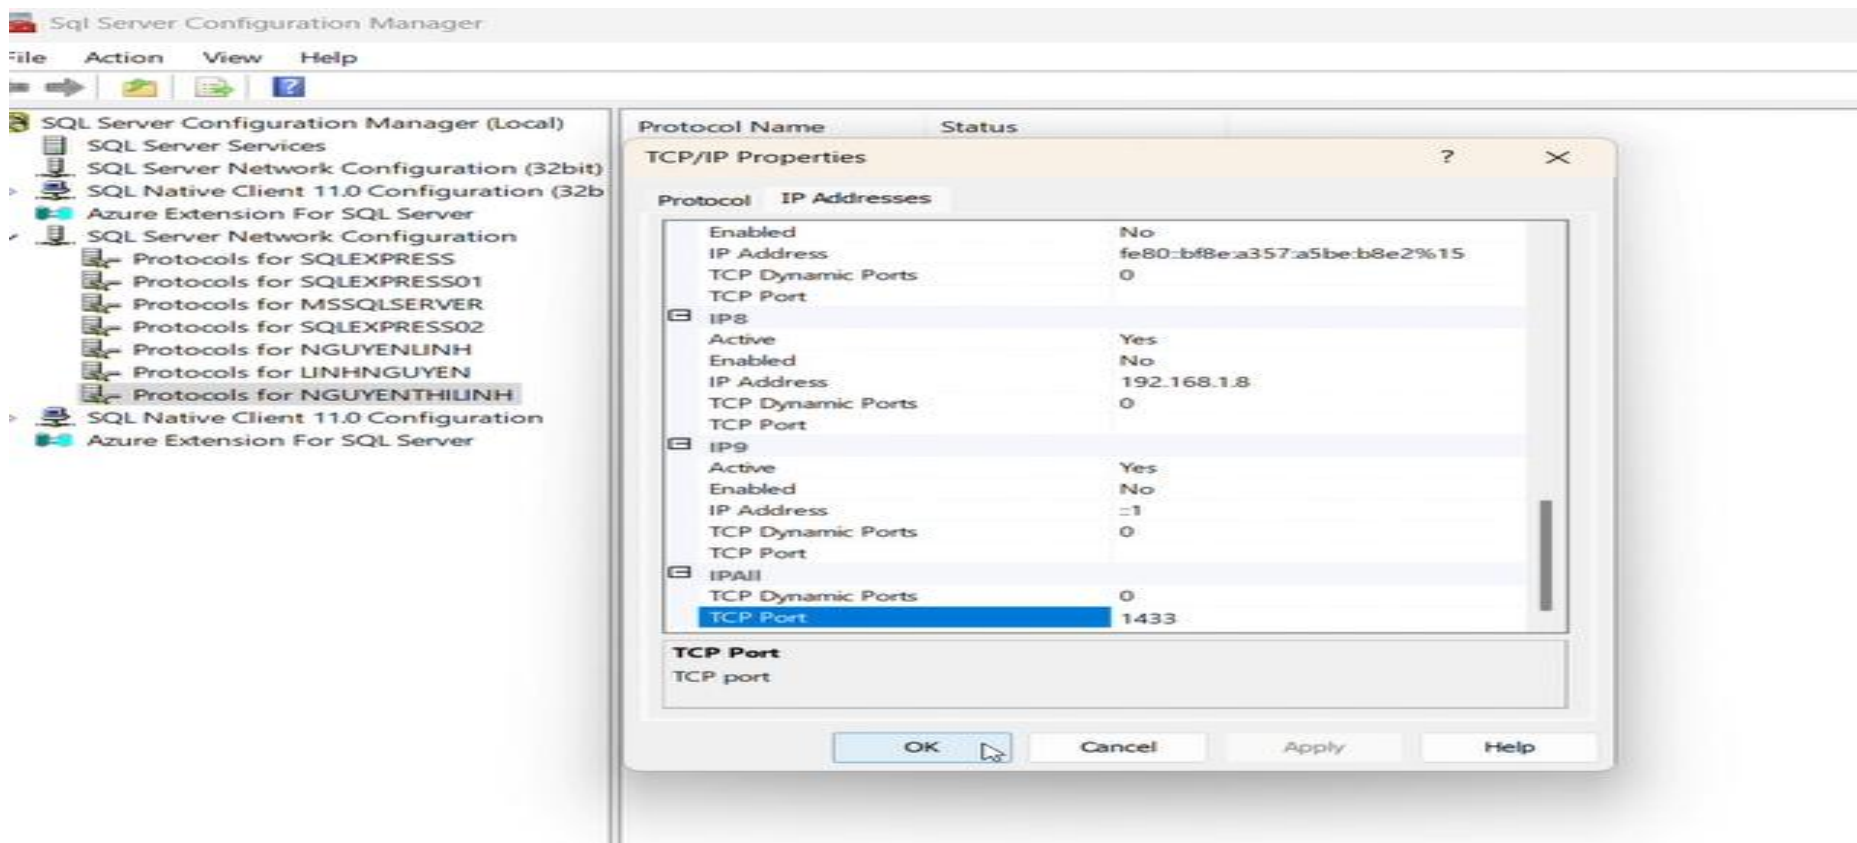 Sql Server Configuration Manager
File Action View Help
SQL Server Configuration Manager (Local)
SQL Server Services
SQL Server Network Configuration (32bit)
SQL Native Client 11.0 Configuration (32b
Azure Extension For SQL Server
SQL Server Network Configuration
Protocols for SQLEXPRESS
Protocols for SQLEXPRESS01
Protocols for MSSQLSERVER
Protocols for SQLEXPRESS02
Protocols for NGUYENLINH
Protocols for LINHNGUYEN
Protocols for NGUYENTHILINH
SQL Native Client 11.0 Configuration
Azure Extension For SQL Server
Protocol Name Status
TCP/IP Properties ?
Protocol IP Addresses
Enabled No
IP Address fe80::bf8e:a357:a5be:b8e2%15
TCP Dynamic Ports 0
TCP Port
IP8
Active Yes
Enabled No
IP Address 192.168.1.8
TCP Dynamic Ports 0
TCP Port
IP9
Active Yes
Enabled No
IP Address ::1
TCP Dynamic Ports 0
TCP Port
IPAll
TCP Dynamic Ports 0
TCP Port 1433
TCP Port
TCP port
OK Cancel Apply Help